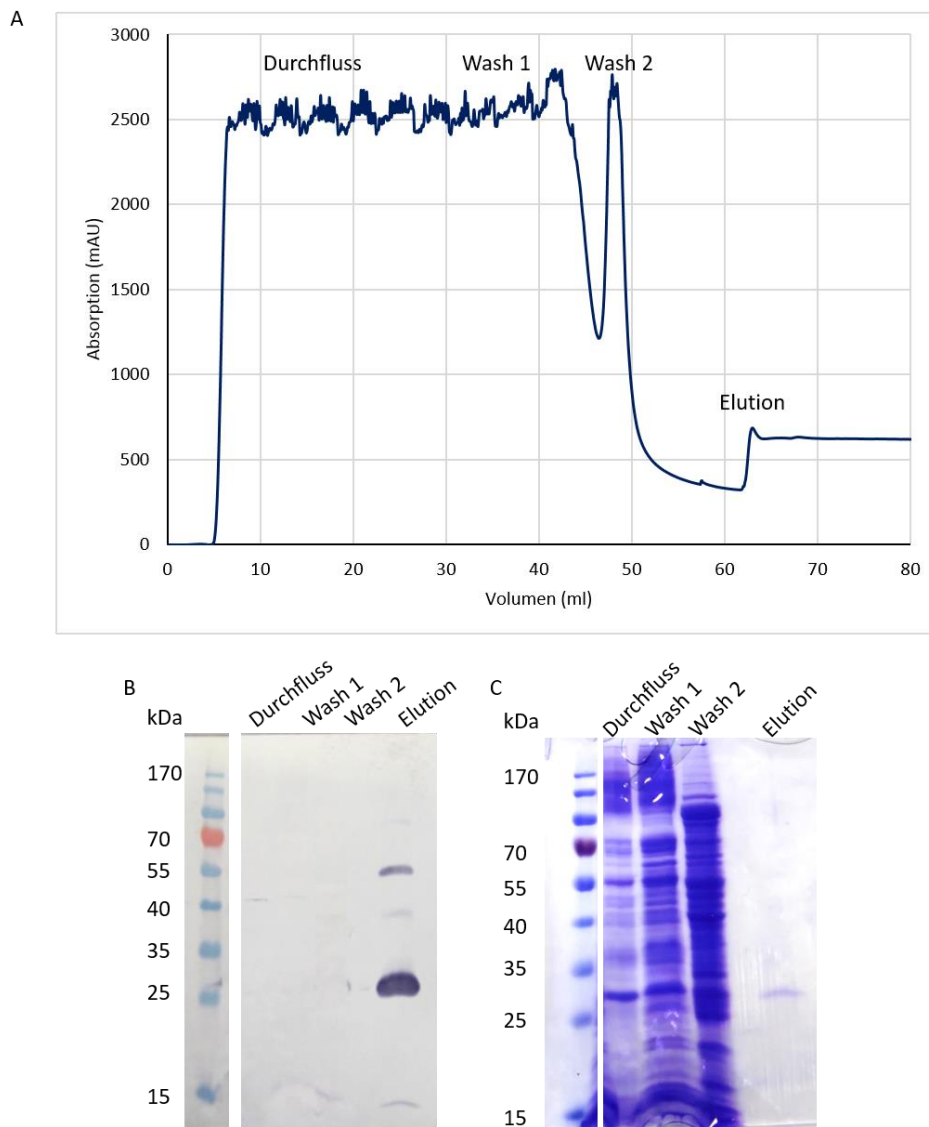 A
3000
2500
2000
1500
1000
500
0
Absorption (mAU)
Durchfluss
Wash 1
Wash 2
Elution
0 10 20 30 40 50 60 70 80
Volumen (ml)
B
kDa
Durchfluss
Wash 1
Wash 2
Elution
170
70
55
40
35
25
15
C
kDa
Durchfluss
Wash 1
Wash 2
Elution
170
70
55
40
35
25
15